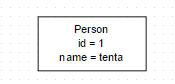 Person
id = 1
name = tenta